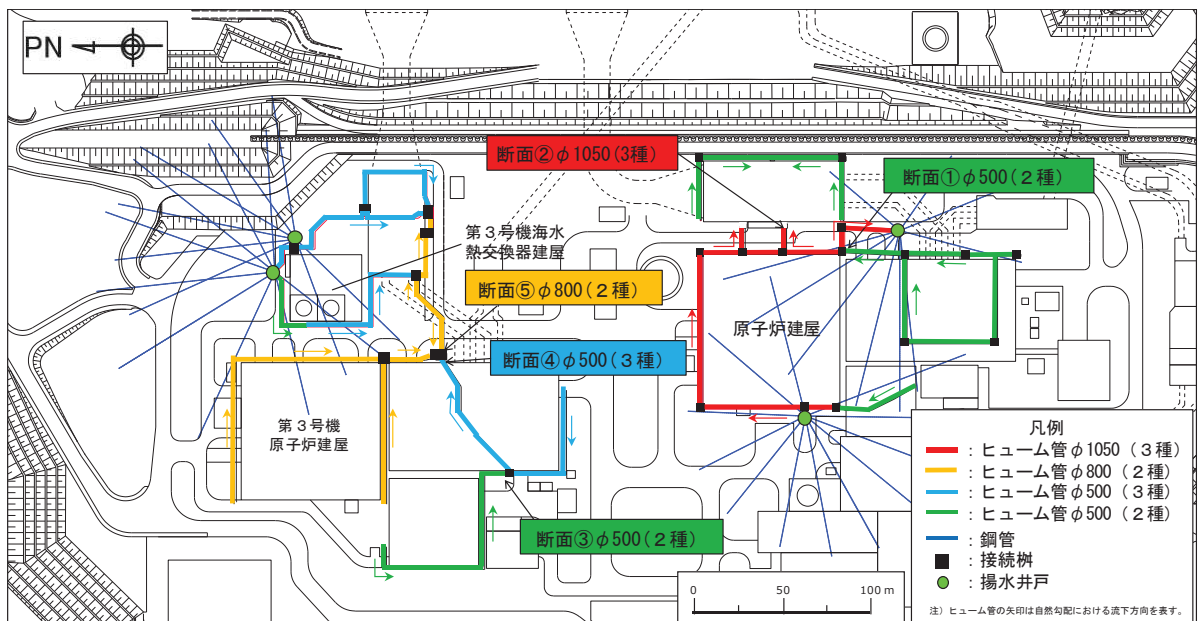 PN
断面②φ1050(3種)
断面①φ500(2種)
第3号機海水
熱交換器建屋
断面⑤φ800(2種)
原子炉建屋
断面④φ500(3種)
第3号機
原子炉建屋
断面③φ500(2種)
凡例
:ヒューム管φ1050(3種)
:ヒューム管φ800(2種)
:ヒューム管φ500(3種)
:ヒューム管φ500(2種)
:鋼管
:接続桝
:揚水井戸
注)ヒューム管の矢印は自然勾配における流下方向を表す。
0 50 100m